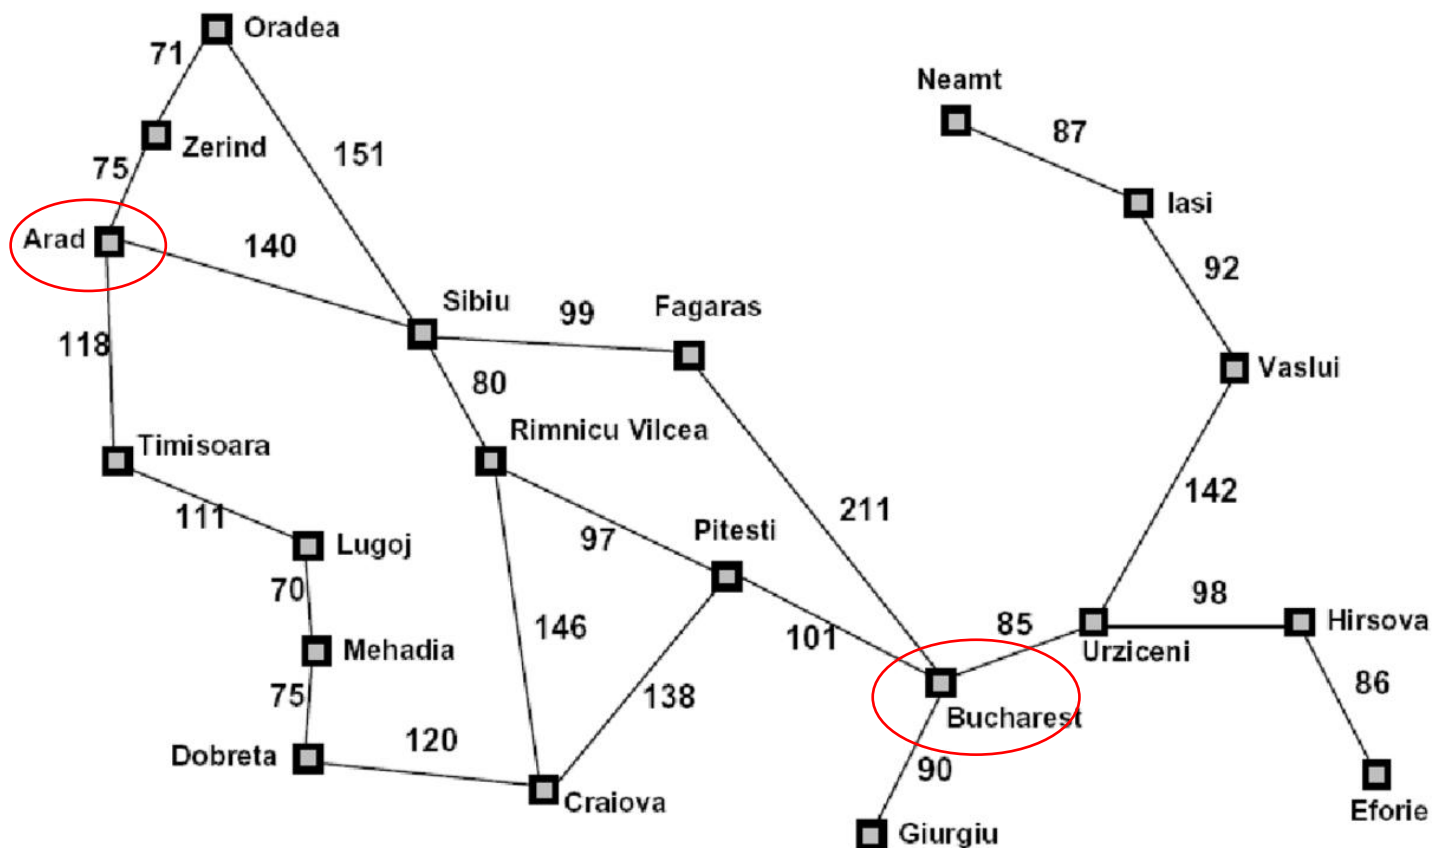 Oradea
71
Neamt
87
Zerind
151
75
Iasi
Arad
140
92
Sibiu
Fagaras
99
118
Vaslui
80
Rimnicu Vilcea
Timisoara
142
211
111
Pitesti
97
Lugoj
70
98
146
101
85
Hirsova
Mehadia
Urziceni
75
138
86
Bucharest
120
Dobreta
90
Craiova
Eforie
Giurgiu